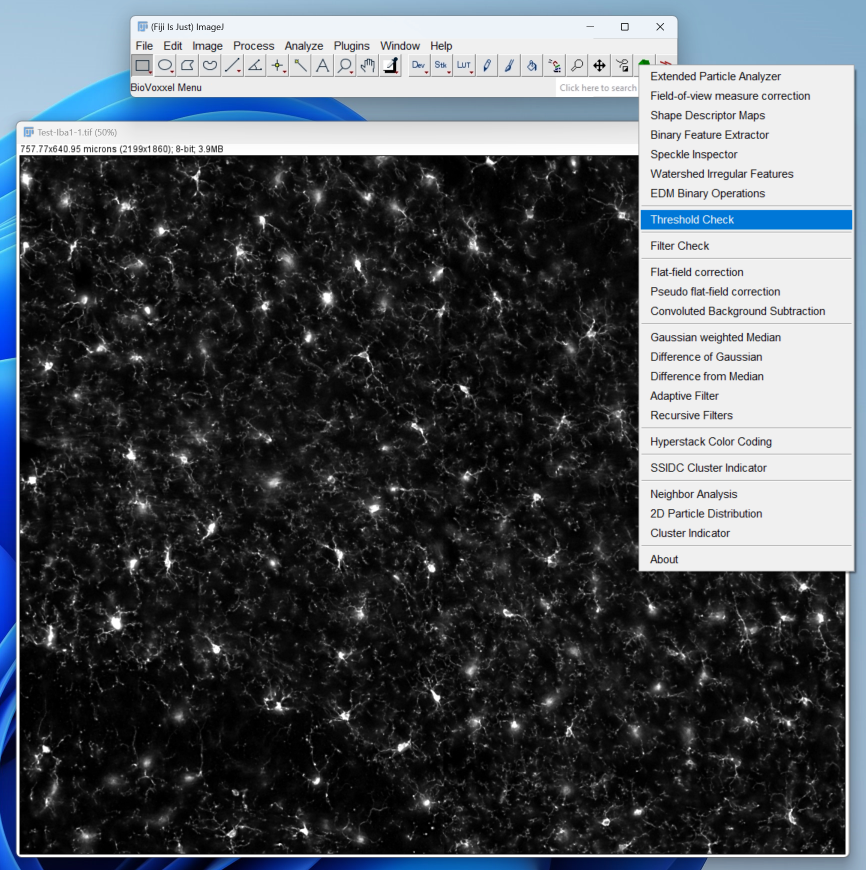 (Fiji Is Just) ImageJ
File Edit Image Process Analyze Plugins Window Help
Dev Stk LUT
BioVoxxel Menu
Click here to search
Test-Iba1-1.tif (50%)
757.77x640.95 microns (2199x1860); 8-bit; 3.9MB
Extended Particle Analyzer
Field-of-view measure correction
Shape Descriptor Maps
Binary Feature Extractor
Speckle Inspector
Watershed Irregular Features
EDM Binary Operations
Threshold Check
Filter Check
Flat-field correction
Pseudo flat-field correction
Convoluted Background Subtraction
Gaussian weighted Median
Difference of Gaussian
Difference from Median
Adaptive Filter
Recursive Filters
Hyperstack Color Coding
SSIDC Cluster Indicator
Neighbor Analysis
2D Particle Distribution
Cluster Indicator
About